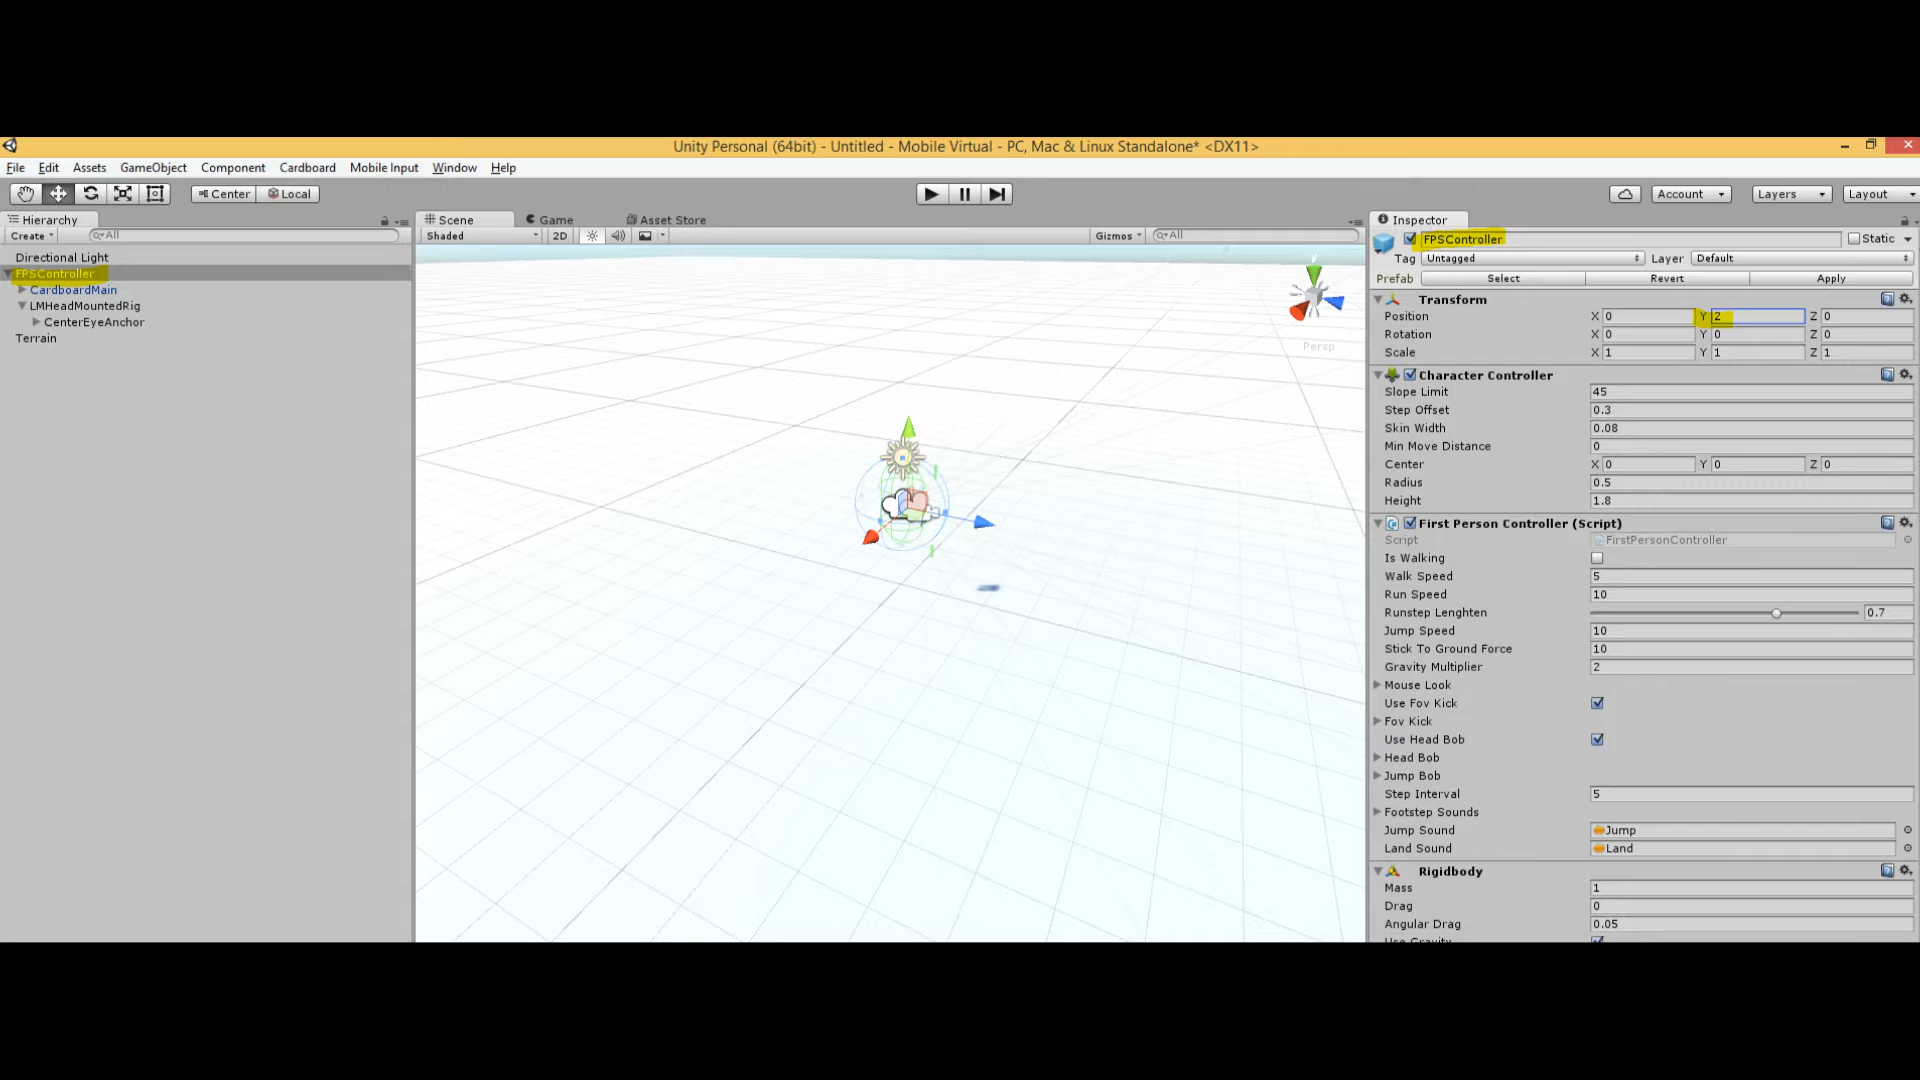 Unity Personal (64bit) - Untitled - Mobile Virtual - PC, Mac & Linux Standalone* <DX11>
File Edit Assets GameObject Component Cardboard Mobile Input Window Help
Center Local Account Layers Layout
Hierarchy
Create All
Directional Light
FPSController
CardboardMain
LMHeadMountedRig
CenterEyeAnchor
Terrain
Scene Game Asset Store
Shaded 2D Gizmos All
y
Persp
Inspector
FPSController Static
Tag Untagged Layer Default
Prefab Select Revert Apply
Transform
Position X 0 Y 2 Z 0
Rotation X 0 Y 0 Z 0
Scale X 1 Y 1 Z 1
Character Controller
Slope Limit 45
Step Offset 0.3
Skin Width 0.08
Min Move Distance 0
Center X 0 Y 0 Z 0
Radius 0.5
Height 1.8
First Person Controller (Script)
Script FirstPersonController
Is Walking
Walk Speed 5
Run Speed 10
Runstep Lenghten 0.7
Jump Speed 10
Stick To Ground Force 10
Gravity Multiplier 2
Mouse Look
Use Fov Kick
Fov Kick
Use Head Bob
Head Bob
Jump Bob
Step Interval 5
Footstep Sounds
Jump Sound Jump
Land Sound Land
Rigidbody
Mass 1
Drag 0
Angular Drag 0.05
Use Gravity